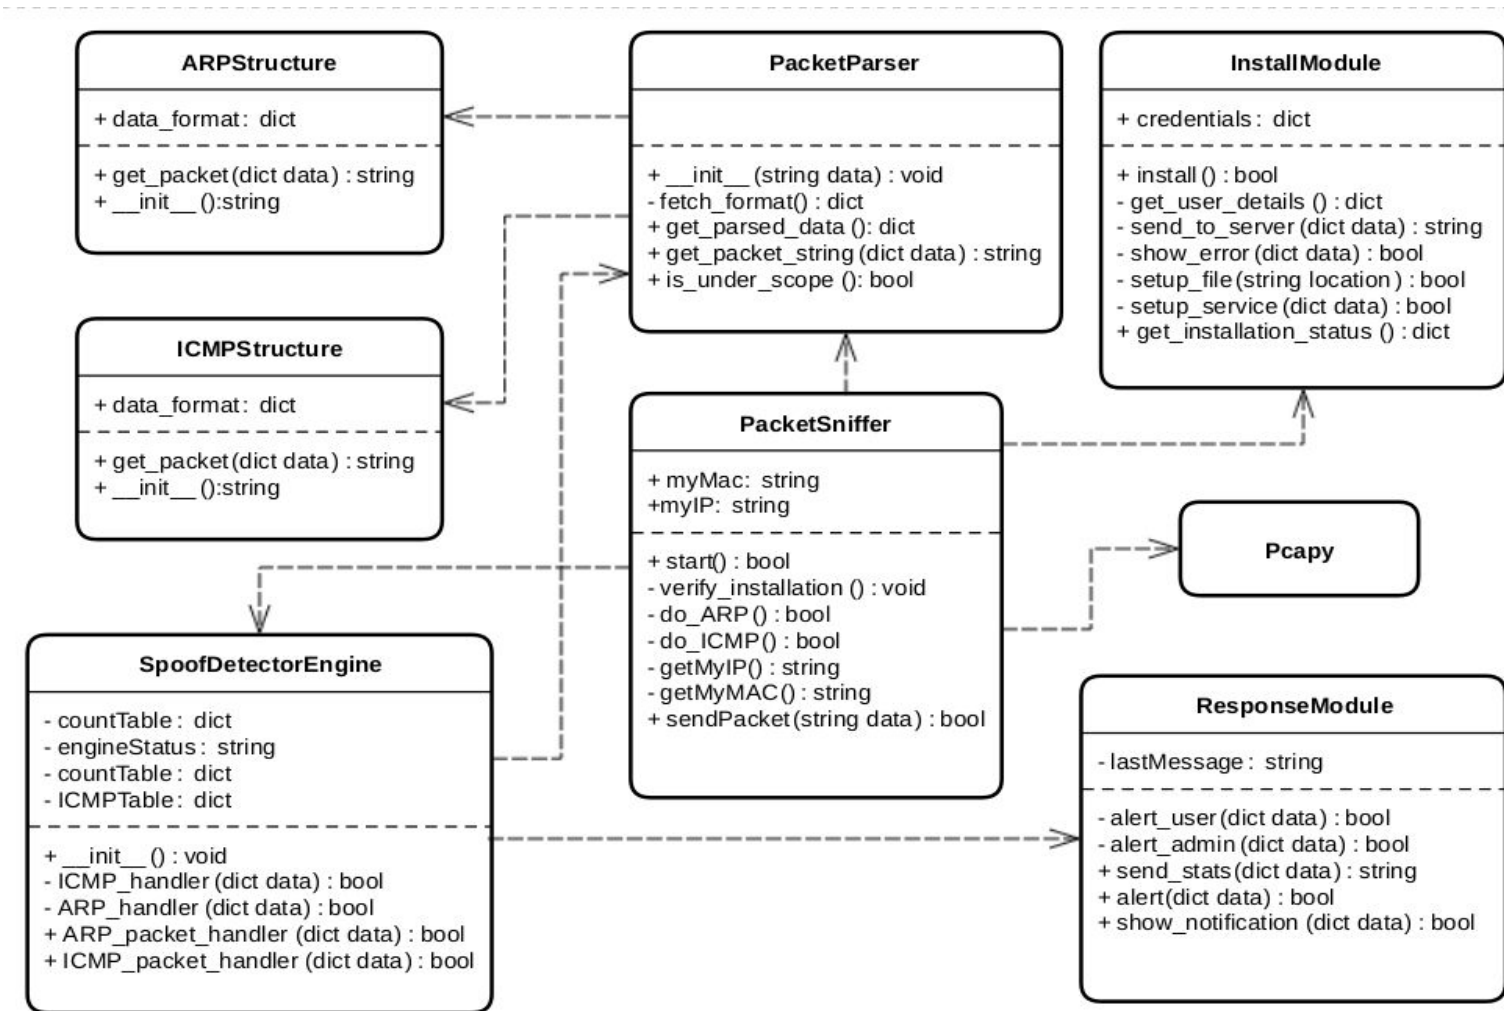 ARPStructure
+ data_format: dict
+ get_packet(dict data) : string
+ __init__ ():string
PacketParser
+ __init__ (string data) : void
- fetch_format() : dict
+ get_parsed_data (): dict
+ get_packet_string (dict data) : string
+ is_under_scope (): bool
InstallModule
+ credentials: dict
+ install () : bool
- get_user_details () : dict
- send_to_server (dict data) : string
- show_error (dict data) : bool
- setup_file(string location) : bool
- setup_service (dict data) : bool
+ get_installation_status () : dict
ICMPStructure
+ data_format: dict
+ get_packet(dict data) : string
+ __init__ ():string
PacketSniffer
+ myMac: string
+myIP: string
+ start() : bool
- verify_installation () : void
- do_ARP() : bool
- do_ICMP() : bool
- getMyIP() : string
- getMyMAC() : string
+ sendPacket(string data) : bool
Pcapy
SpoofDetectorEngine
- countTable: dict
- engineStatus: string
- countTable: dict
- ICMPTable: dict
+ __init__ () : void
- ICMP_handler (dict data) : bool
- ARP_handler (dict data) : bool
+ ARP_packet_handler (dict data) : bool
+ ICMP_packet_handler (dict data) : bool
ResponseModule
- lastMessage: string
- alert_user(dict data) : bool
- alert_admin (dict data) : bool
+ send_stats(dict data) : string
+ alert(dict data) : bool
+ show_notification (dict data) : bool